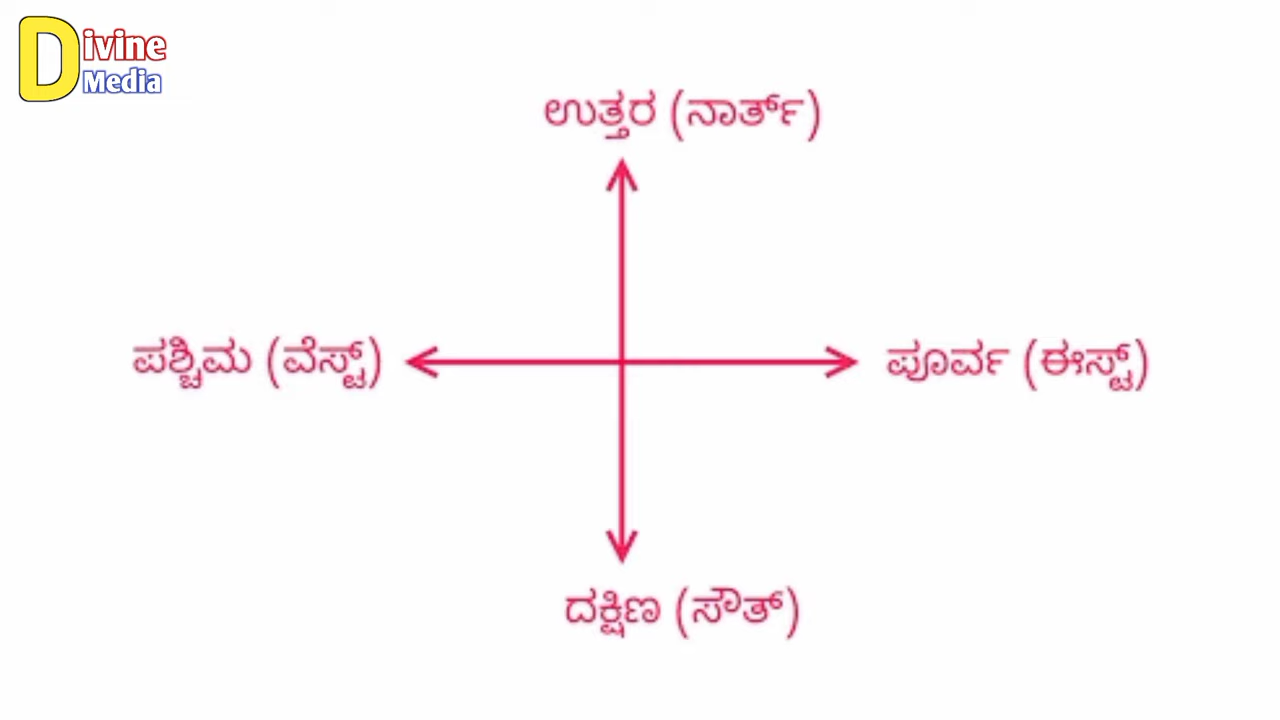 Divine
Media
ಉತ್ತರ (ನಾರ್ತ್)
ಪಶ್ಚಿಮ (ವೆಸ್ಟ್)
ಪೂರ್ವ (ಈಸ್ಟ್)
ದಕ್ಷಿಣ (ಸೌತ್)